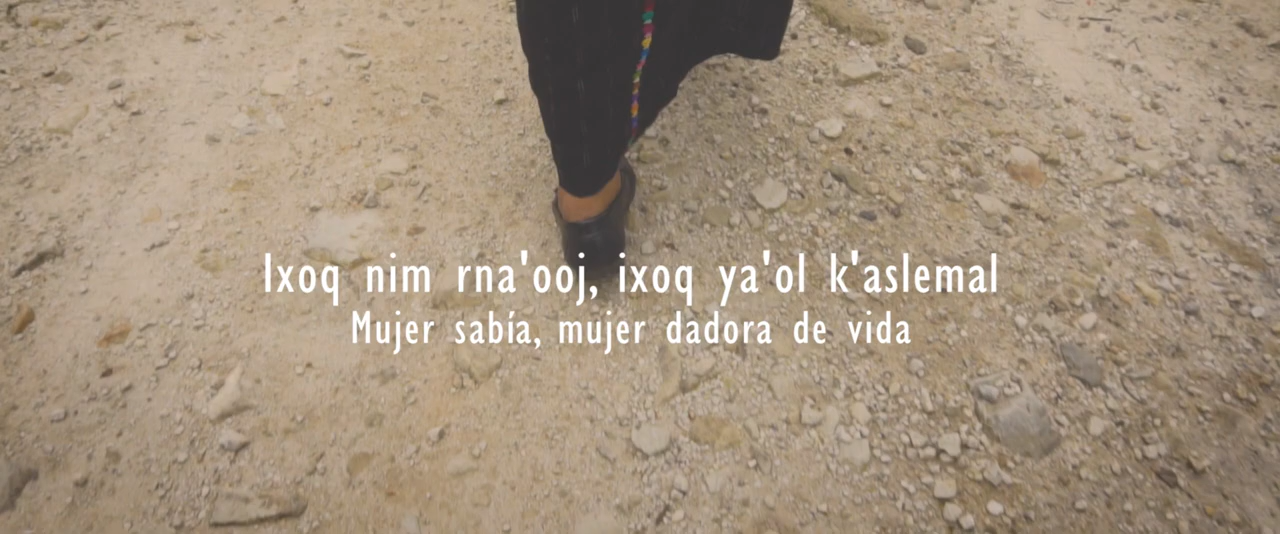 Ixoq nim rna'ooj, ixoq ya'ol k'aslemal
Mujer sabía, mujer dadora de vida